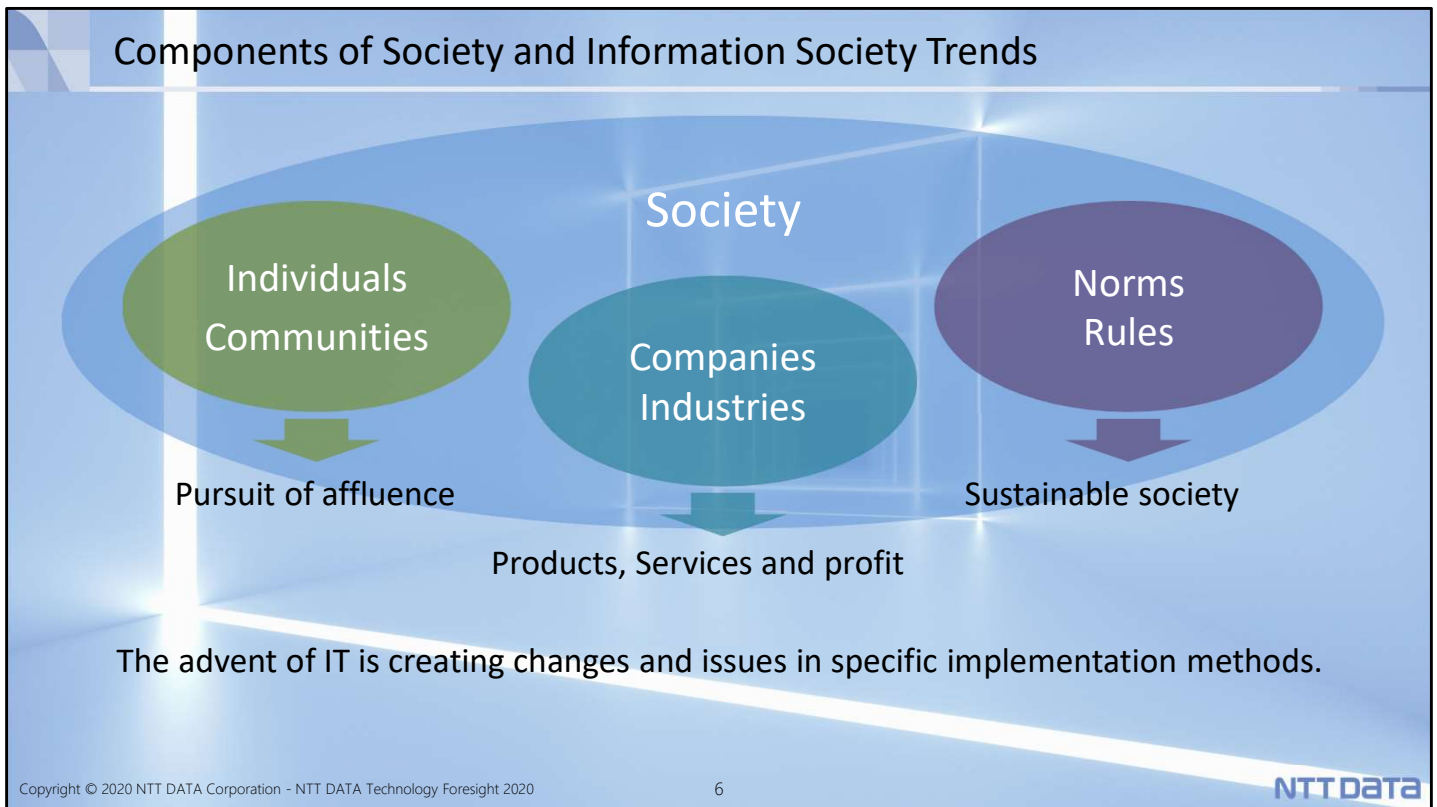 Components of Society and Information Society Trends
Society
Individuals
Communities
Companies
Industries
Norms
Rules
Pursuit of affluence
Products, Services and profit
Sustainable society
The advent of IT is creating changes and issues in specific implementation methods.
Copyright © 2020 NTT DATA Corporation - NTT DATA Technology Foresight 2020
6
NTT DATA